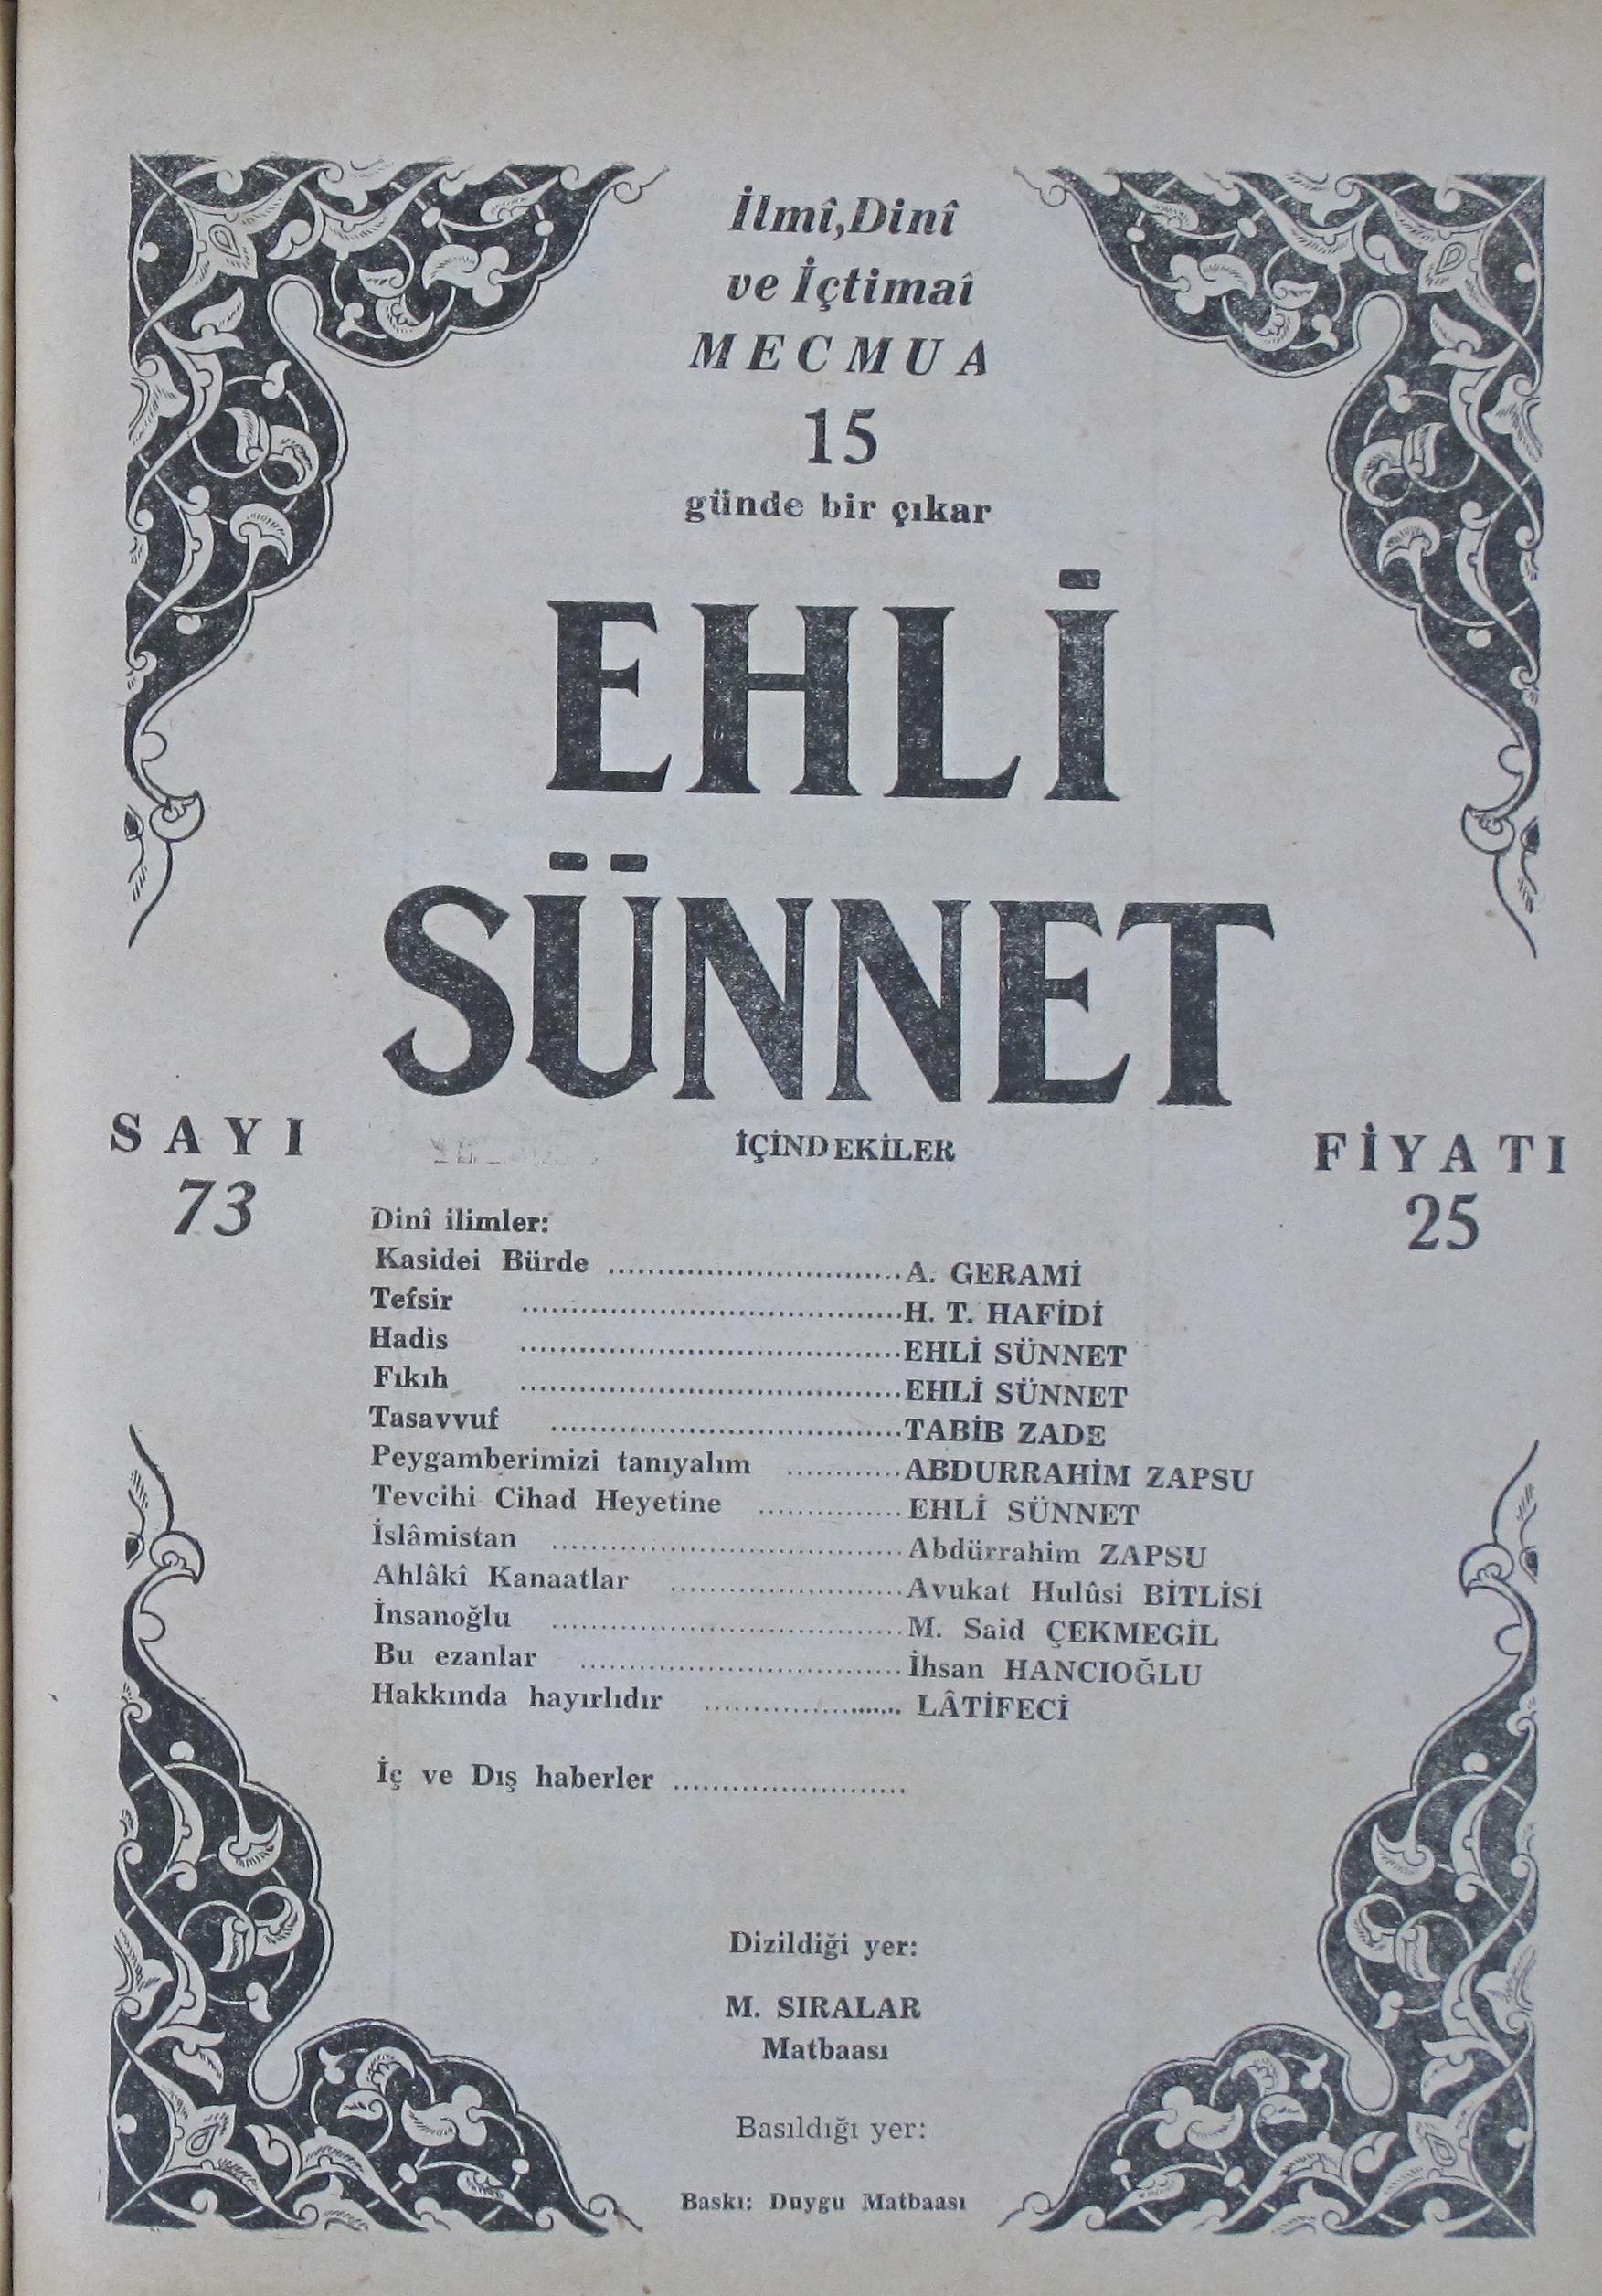 İlmî,Dinî
ve İçtimaî
MECMUA
15
günde bir çıkar
EHLİ
SÜNNET
SAYI
73
İÇİNDEKİLER
FİYATI
25
Dinî ilimler:
Kasidei Bürde ..............................A. GERAMİ
Tefsir .......................................H. T. HAFİDİ
Hadis .......................................EHLİ SÜNNET
Fıkıh .......................................EHLİ SÜNNET
Tasavvuf ....................................TABİB ZADE
Peygamberimizi tanıyalım ............ABDURRAHİM ZAPSU
Tevcihi Cihad Heyetine ...............EHLİ SÜNNET
İslâmistan ....................................Abdürrahim ZAPSU
Ahlâkî Kanaatlar ........................Avukat Hulûsi BİTLİSİ
İnsanoğlu ....................................M. Said ÇEKMEGİL
Bu ezanlar .................................İhsan HANCIOĞLU
Hakkında hayırlıdır ..................... LÂTİFECİ
İç ve Dış haberler ........................
Dizildiği yer:
M. SIRALAR
Matbaası
Basıldığı yer:
Baskı: Duygu Matbaası